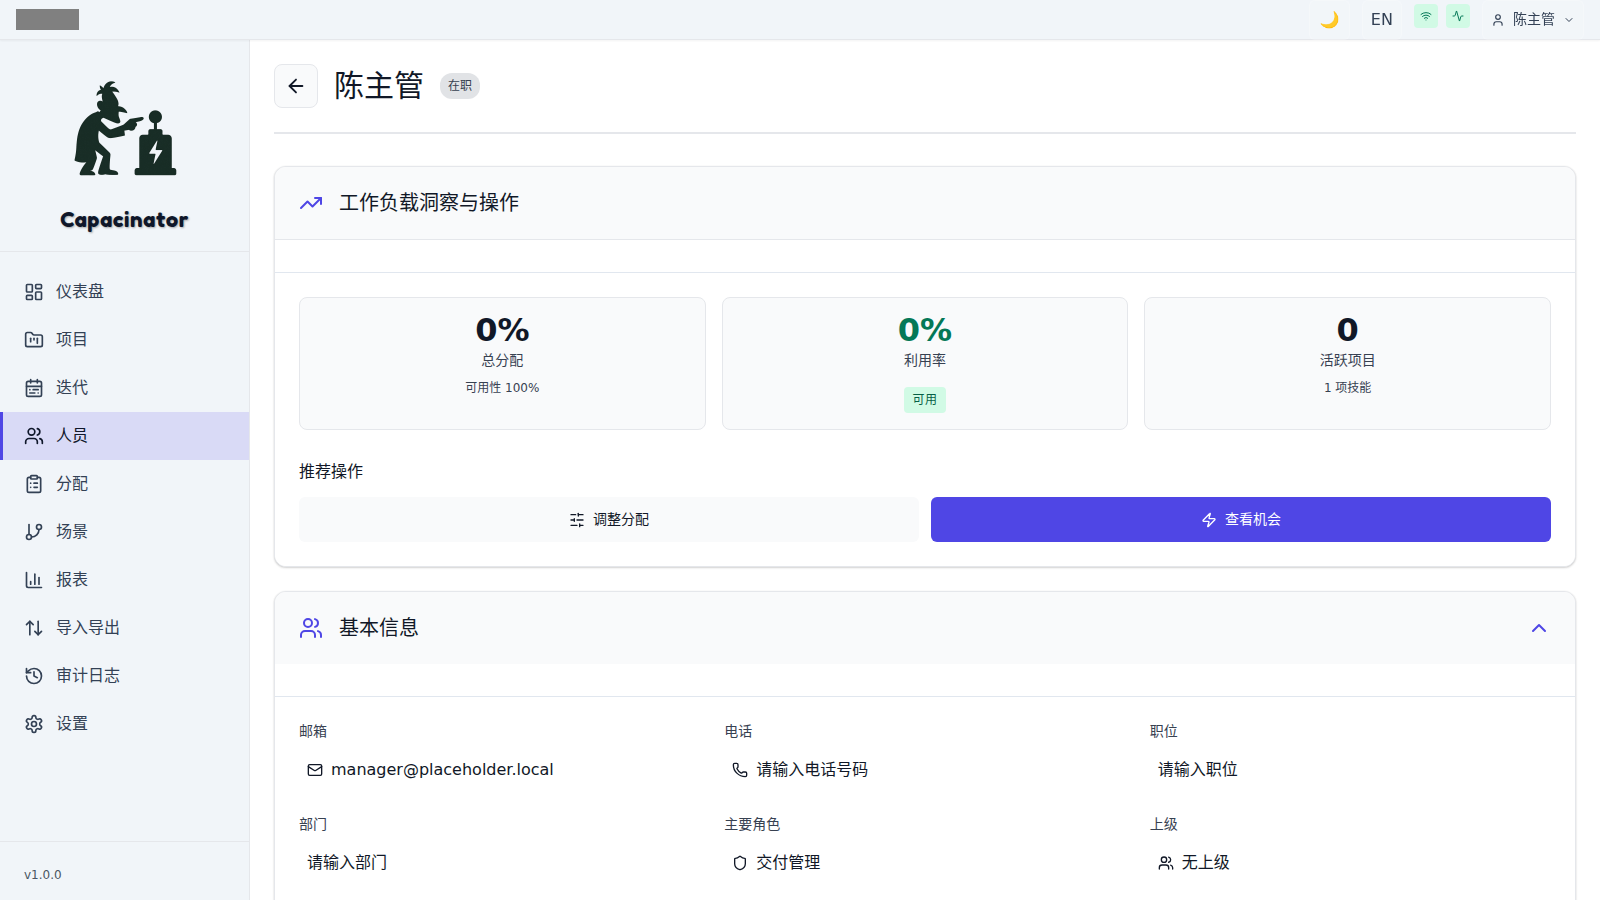 EN
陈主管
Capacinator
仪表盘
项目
迭代
人员
分配
场景
报表
导入导出
审计日志
设置
v1.0.0
陈主管
在职
工作负载洞察与操作
0%
总分配
可用性 100%
0%
利用率
可用
0
活跃项目
1 项技能
推荐操作
调整分配
查看机会
基本信息
邮箱
manager@placeholder.local
电话
请输入电话号码
职位
请输入职位
部门
请输入部门
主要角色
交付管理
上级
无上级